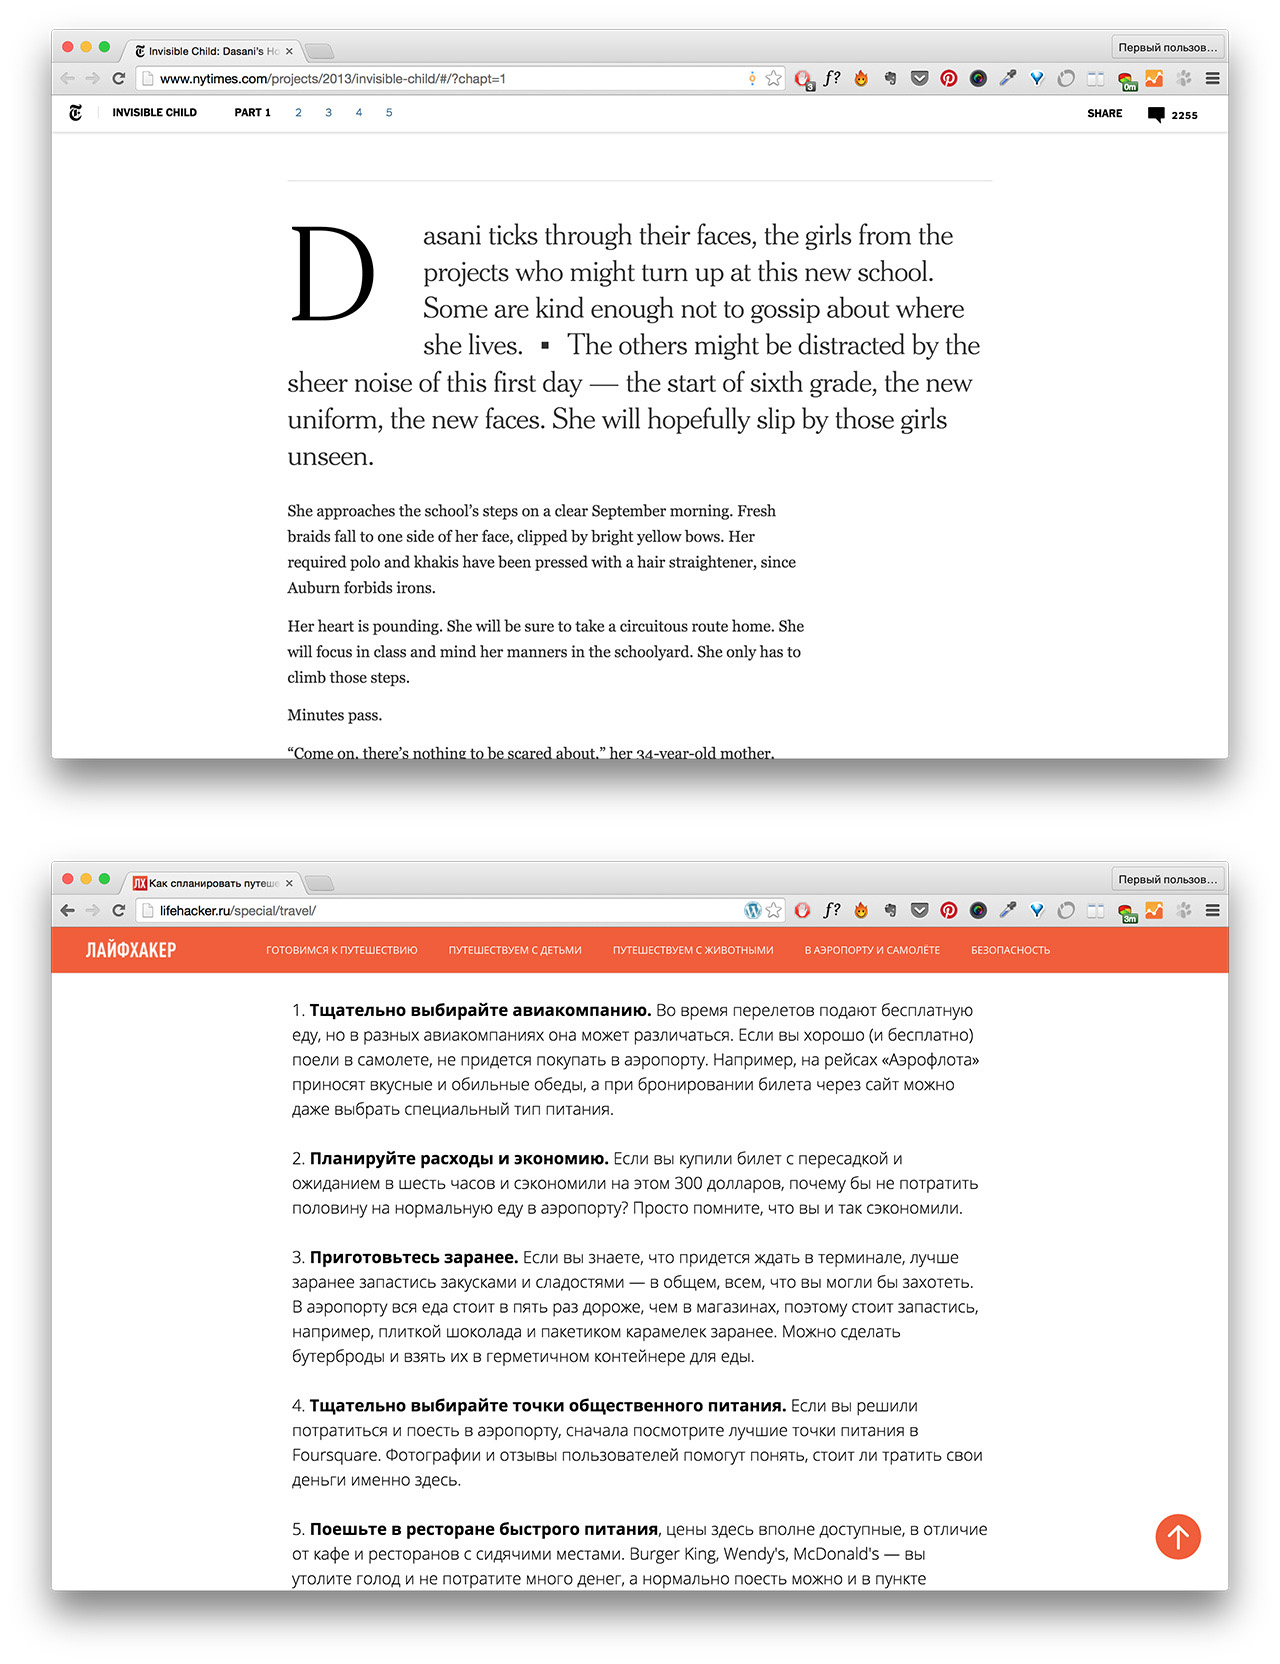 Invisible Child: Dasani's Ho
Первый пользов...
www.nytimes.com/projects/2013/invisible-child/#/?chapt=1
3
f?
0m
INVISIBLE CHILD PART 1 2 3 4 5
SHARE 2255
Dasani ticks through their faces, the girls from the
projects who might turn up at this new school.
Some are kind enough not to gossip about where
she lives. ▪ The others might be distracted by the
sheer noise of this first day — the start of sixth grade, the new
uniform, the new faces. She will hopefully slip by those girls
unseen.
She approaches the school’s steps on a clear September morning. Fresh
braids fall to one side of her face, clipped by bright yellow bows. Her
required polo and khakis have been pressed with a hair straightener, since
Auburn forbids irons.
Her heart is pounding. She will be sure to take a circuitous route home. She
will focus in class and mind her manners in the schoolyard. She only has to
climb those steps.
Minutes pass.
“Come on, there’s nothing to be scared about,” her 34-year-old mother,
ЛХ Как спланировать путеше
Первый пользов...
lifehacker.ru/special/travel/
f?
3m
ЛАЙФХАКЕР ГОТОВИМСЯ К ПУТЕШЕСТВИЮ ПУТЕШЕСТВУЕМ С ДЕТЬМИ ПУТЕШЕСТВУЕМ С ЖИВОТНЫМИ В АЭРОПОРТУ И САМОЛЁТЕ БЕЗОПАСНОСТЬ
1. Тщательно выбирайте авиакомпанию. Во время перелетов подают бесплатную
еду, но в разных авиакомпаниях она может различаться. Если вы хорошо (и бесплатно)
поели в самолете, не придется покупать в аэропорту. Например, на рейсах «Аэрофлота»
приносят вкусные и обильные обеды, а при бронировании билета через сайт можно
даже выбрать специальный тип питания.
2. Планируйте расходы и экономию. Если вы купили билет с пересадкой и
ожиданием в шесть часов и сэкономили на этом 300 долларов, почему бы не потратить
половину на нормальную еду в аэропорту? Просто помните, что вы и так сэкономили.
3. Приготовьтесь заранее. Если вы знаете, что придется ждать в терминале, лучше
заранее запастись закусками и сладостями — в общем, всем, что вы могли бы захотеть.
В аэропорту вся еда стоит в пять раз дороже, чем в магазинах, поэтому стоит запастись,
например, плиткой шоколада и пакетиком карамелек заранее. Можно сделать
бутерброды и взять их в герметичном контейнере для еды.
4. Тщательно выбирайте точки общественного питания. Если вы решили
потратиться и поесть в аэропорту, сначала посмотрите лучшие точки питания в
Foursquare. Фотографии и отзывы пользователей помогут понять, стоит ли тратить свои
деньги именно здесь.
5. Поешьте в ресторане быстрого питания, цены здесь вполне доступные, в отличие
от кафе и ресторанов с сидячими местами. Burger King, Wendy's, McDonald's — вы
утолите голод и не потратите много денег, а нормально поесть можно и в пункте